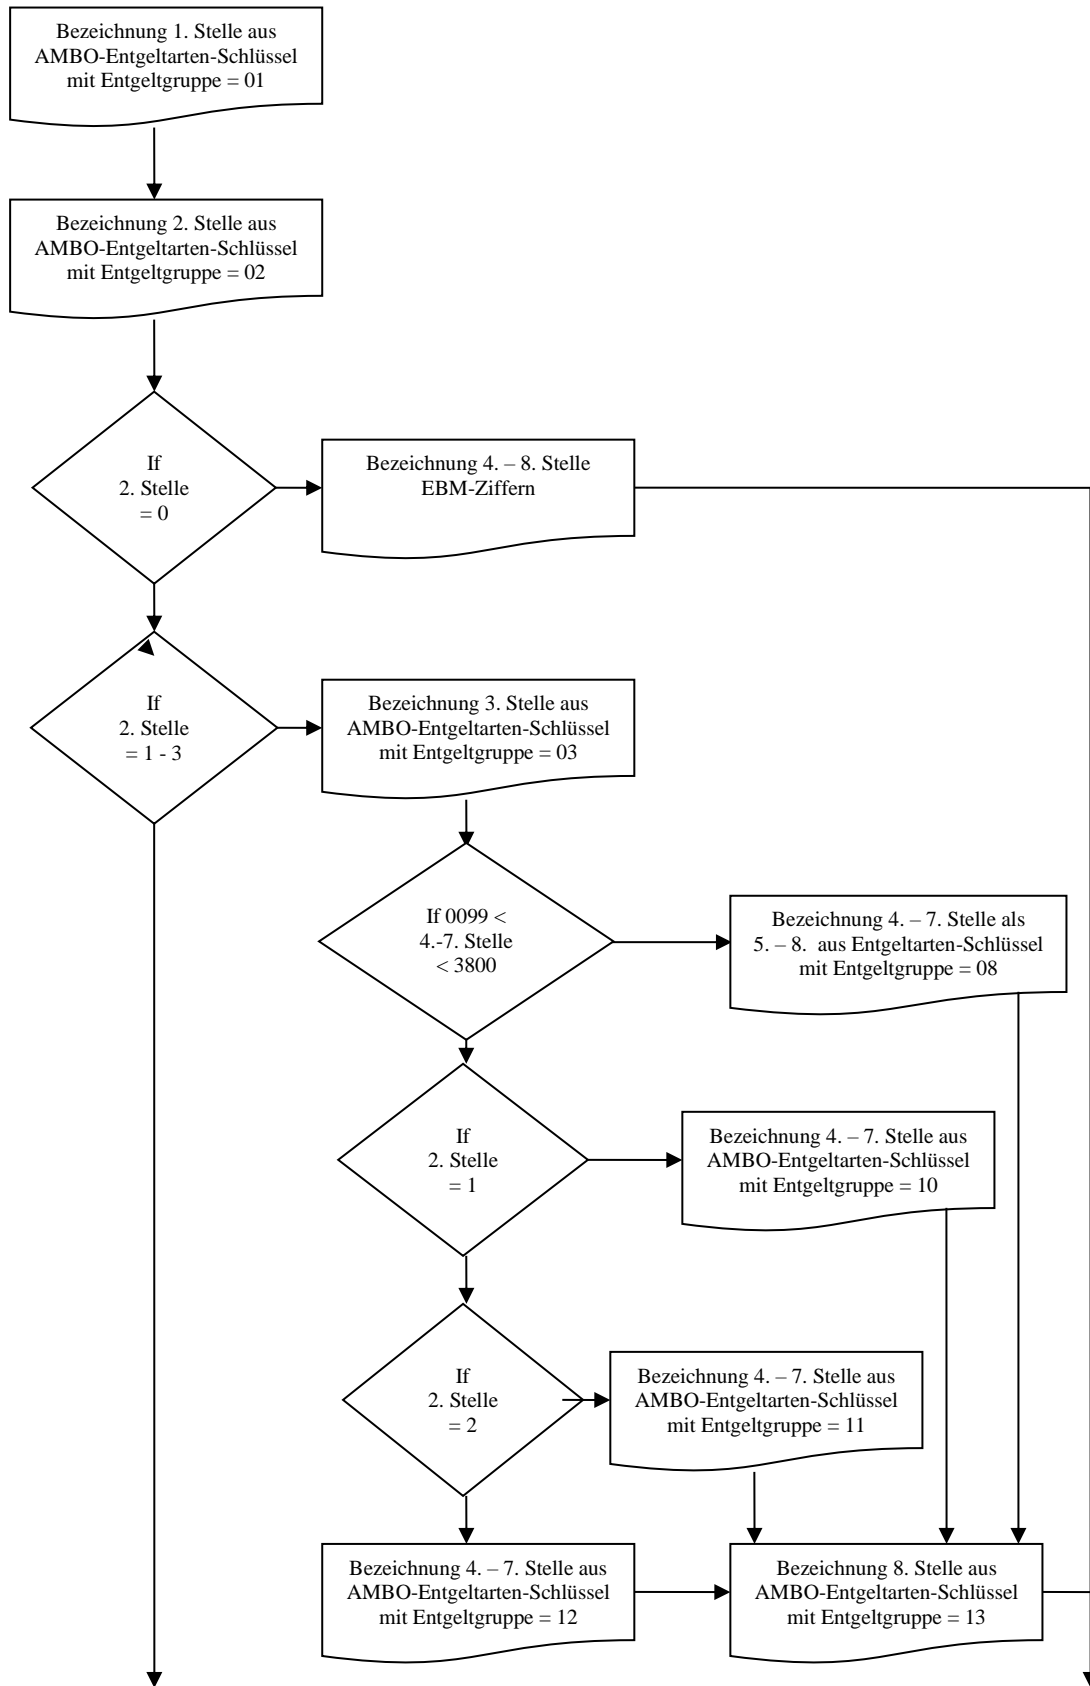 Bezeichnung 1. Stelle aus
AMBO-Entgeltarten-Schlüssel
mit Entgeltgruppe = 01
Bezeichnung 2. Stelle aus
AMBO-Entgeltarten-Schlüssel
mit Entgeltgruppe = 02
If
2. Stelle
= 0
Bezeichnung 4. – 8. Stelle
EBM-Ziffern
If
2. Stelle
= 1 - 3
Bezeichnung 3. Stelle aus
AMBO-Entgeltarten-Schlüssel
mit Entgeltgruppe = 03
If 0099 <
4.-7. Stelle
< 3800
Bezeichnung 4. – 7. Stelle als
5. – 8. aus Entgeltarten-Schlüssel
mit Entgeltgruppe = 08
If
2. Stelle
= 1
Bezeichnung 4. – 7. Stelle aus
AMBO-Entgeltarten-Schlüssel
mit Entgeltgruppe = 10
If
2. Stelle
= 2
Bezeichnung 4. – 7. Stelle aus
AMBO-Entgeltarten-Schlüssel
mit Entgeltgruppe = 11
Bezeichnung 4. – 7. Stelle aus
AMBO-Entgeltarten-Schlüssel
mit Entgeltgruppe = 12
Bezeichnung 8. Stelle aus
AMBO-Entgeltarten-Schlüssel
mit Entgeltgruppe = 13